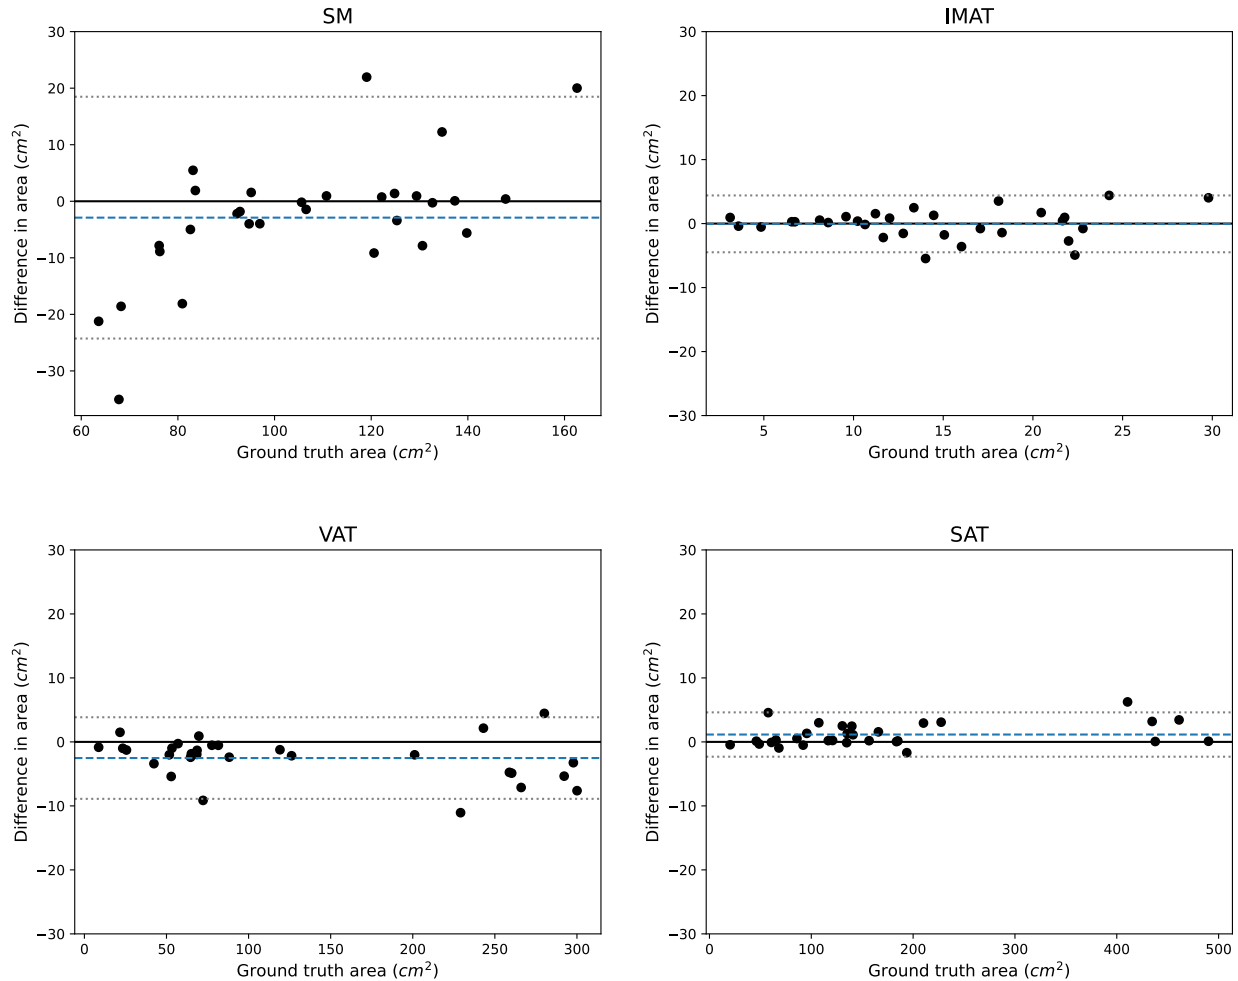 SM
30
20
10
0
−10
−20
−30
Difference in area (cm²)
60 80 100 120 140 160
Ground truth area (cm²)
IMAT
30
20
10
0
−10
−20
−30
Difference in area (cm²)
5 10 15 20 25 30
Ground truth area (cm²)
VAT
30
20
10
0
−10
−20
−30
Difference in area (cm²)
0 50 100 150 200 250 300
Ground truth area (cm²)
SAT
30
20
10
0
−10
−20
−30
Difference in area (cm²)
0 100 200 300 400 500
Ground truth area (cm²)